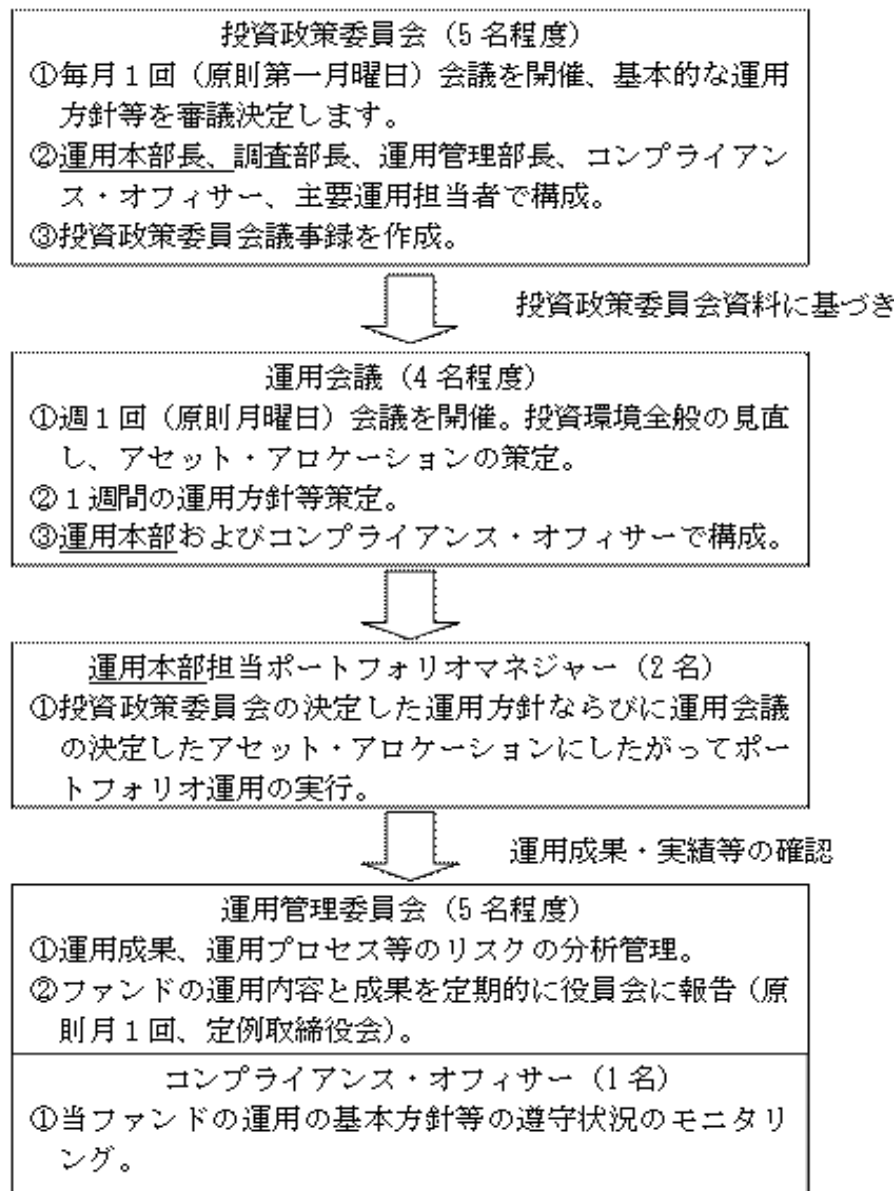 投資政策委員会（5名程度）
①毎月1回（原則第一月曜日）会議を開催、基本的な運用
方針等を審議決定します。
②運用本部長、調査部長、運用管理部長、コンプライアン
ス・オフィサー、主要運用担当者で構成。
③投資政策委員会議事録を作成。
投資政策委員会資料に基づき
運用会議（4名程度）
①週1回（原則月曜日）会議を開催。投資環境全般の見直
し、アセット・アロケーションの策定。
②1週間の運用方針等策定。
③運用本部およびコンプライアンス・オフィサーで構成。
運用本部担当ポートフォリオマネジャー（2名）
①投資政策委員会の決定した運用方針ならびに運用会議
の決定したアセット・アロケーションにしたがってポー
トフォリオ運用の実行。
運用成果・実績等の確認
運用管理委員会（5名程度）
①運用成果、運用プロセス等のリスクの分析管理。
②ファンドの運用内容と成果を定期的に役員会に報告（原
則月1回、定例取締役会）。
コンプライアンス・オフィサー（1名）
①当ファンドの運用の基本方針等の遵守状況のモニタリ
ング。